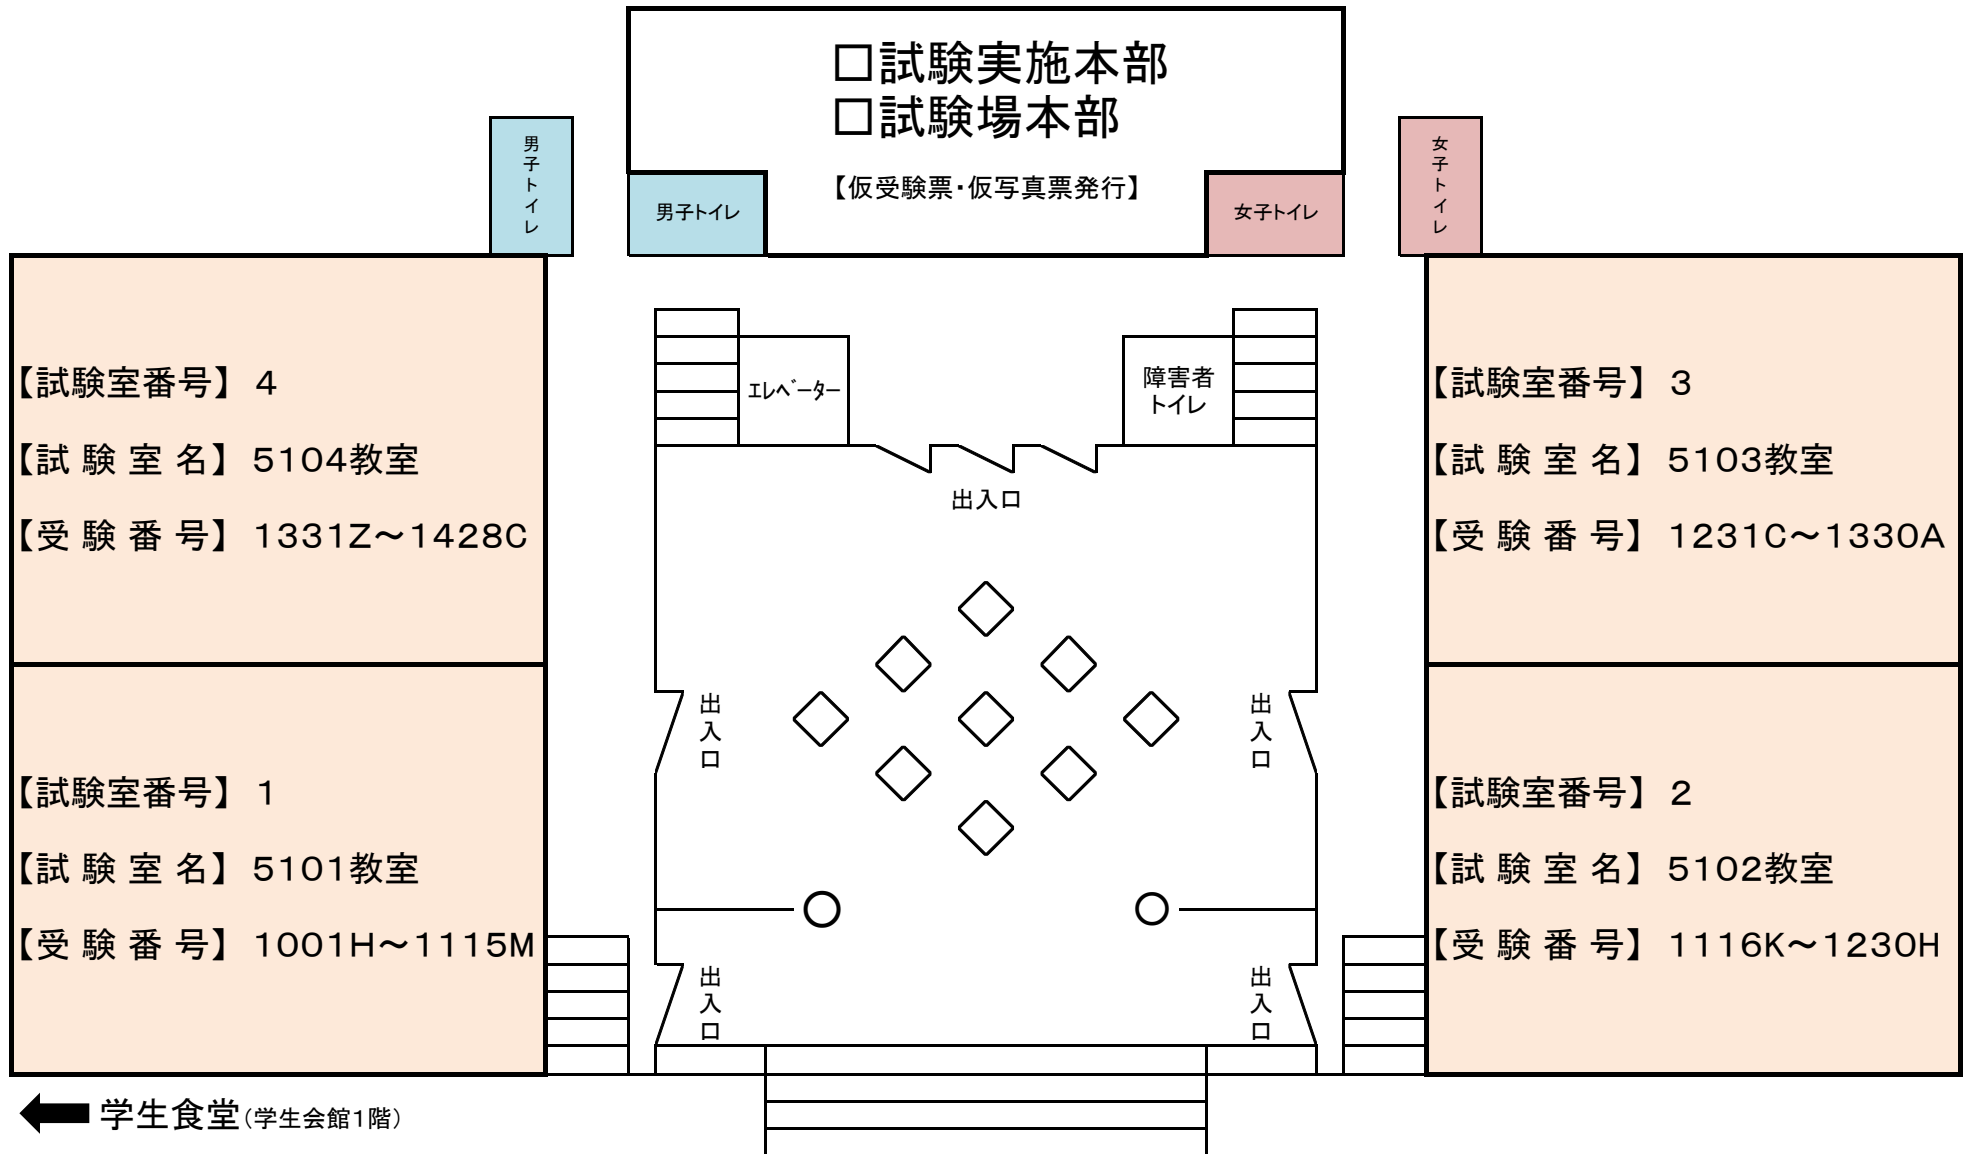 □試験実施本部
□試験場本部
【仮受験票・仮写真票発行】
男子トイレ
男子トイレ
女子トイレ
女子トイレ
【試験室番号】 4
【試 験 室 名】 5104教室
【受 験 番 号】 1331Z～1428C
エレベーター
障害者
トイレ
【試験室番号】 3
【試 験 室 名】 5103教室
【受 験 番 号】 1231C～1330A
出入口
出入口
出入口
【試験室番号】 1
【試 験 室 名】 5101教室
【受 験 番 号】 1001H～1115M
出入口
出入口
【試験室番号】 2
【試 験 室 名】 5102教室
【受 験 番 号】 1116K～1230H
学生食堂(学生会館1階)